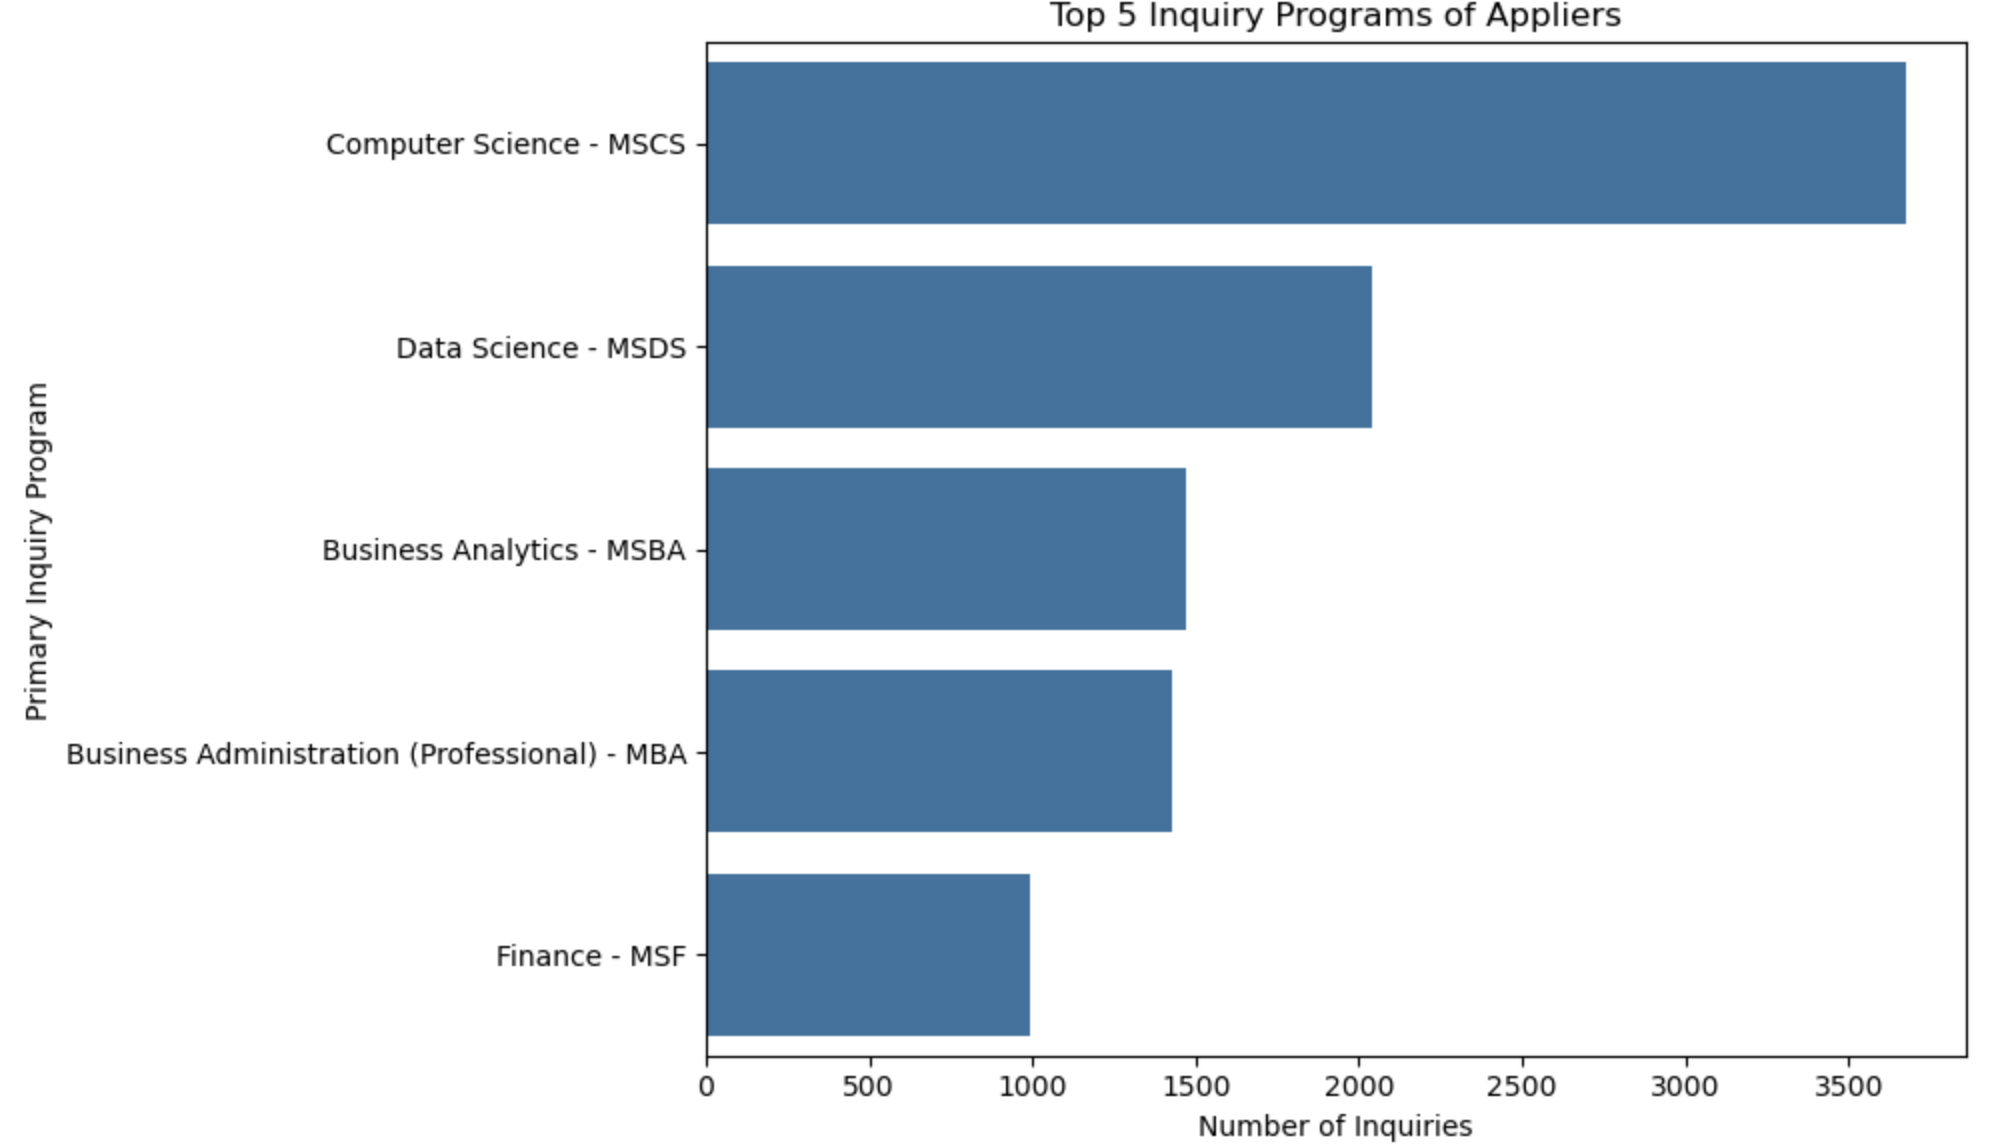 Top 5 Inquiry Programs of Appliers
Primary Inquiry Program
Computer Science - MSCS
Data Science - MSDS
Business Analytics - MSBA
Business Administration (Professional) - MBA
Finance - MSF
0 500 1000 1500 2000 2500 3000 3500
Number of Inquiries